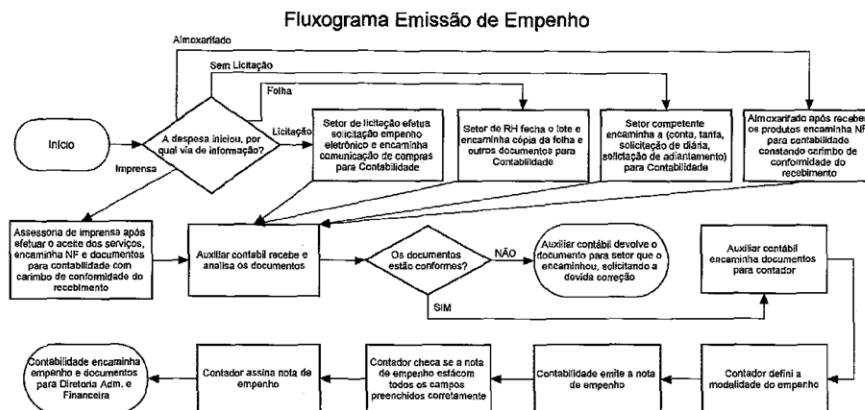 Fluxograma Emissão de Empenho
Almoxarifado
Sem Licitação
Folha
Início
A despesa iniciou, por
qual via de informação?
Licitação
Imprensa
Setor de licitação efetua
solicitação empenho
eletrônico e encaminha
comunicação de compras
para Contabilidade
Setor de RH fecha o lote e
encaminha cópia da folha e
outros documentos para
Contabilidade
Setor competente
encaminha a (conta, tarifa,
solicitação de diária,
solicitação de adiantamento)
para Contabilidade
Almoxarifado após receber
os produtos encaminha NF
para contabilidade
constando carimbo de
conformidade do
recebimento
Assessoria de imprensa após
efetuar o aceite dos serviços,
encaminha NF e documentos
para contabilidade com
carimbo de conformidade do
recebimento
Auxiliar contabil recebe e
analisa os documentos
Os documentos
estão conformes?
NÃO
SIM
Auxiliar contábil devolve o
documento para setor que o
encaminhou, solicitando a
devida correção
Auxiliar contábil
encaminha documentos
para contador
Contabilidade encaminha
empenho e documentos
para Diretoria Adm. e
Financeira
Contador assina nota de
empenho
Contador checa se a nota
de empenho estácom
todos os campos
preenchidos corretamente
Contabilidade emite a nota
de empenho
Contador defini a
modalidade do empenho